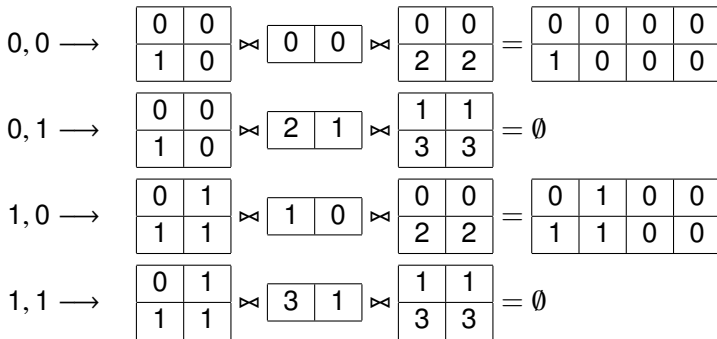 0, 0 ⟶ 0 0 ⋈ 0 0 ⋈ 0 0 = 0 0 0 0
1 0 2 2 1 0 0 0
0, 1 ⟶ 0 0 ⋈ 2 1 ⋈ 1 1 = ∅
1 0 3 3
1, 0 ⟶ 0 1 ⋈ 1 0 ⋈ 0 0 = 0 1 0 0
1 1 2 2 1 1 0 0
1, 1 ⟶ 0 1 ⋈ 3 1 ⋈ 1 1 = ∅
1 1 3 3